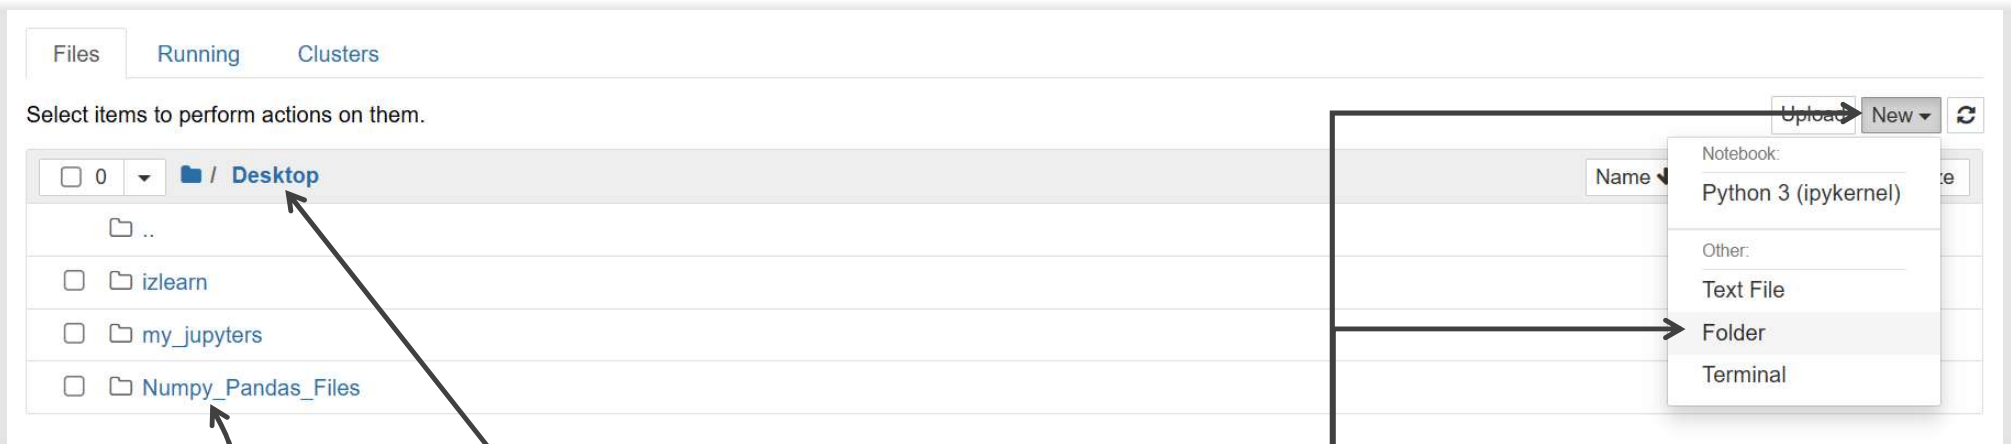 Files Running Clusters
Select items to perform actions on them.
Upload New
0 / Desktop Name
..
izlearn
my_jupyters
Numpy_Pandas_Files
Notebook:
Python 3 (ipykernel)
Other:
Text File
Folder
Terminal